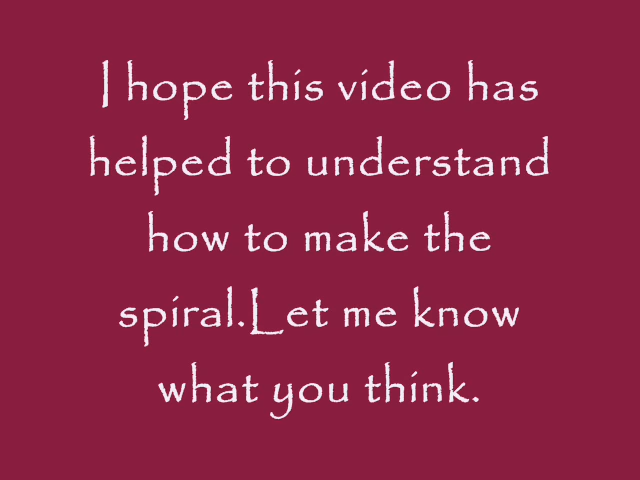 I hope this video has
helped to understand
how to make the
spiral.Let me know
what you think.